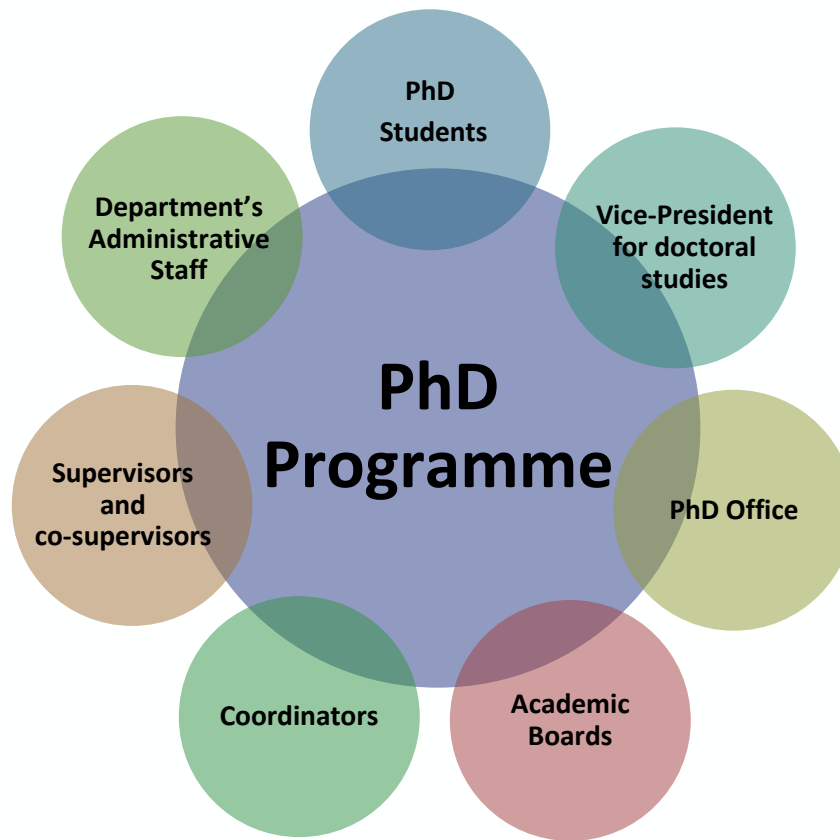 PhD
Students
Vice-President
for doctoral
studies
PhD Office
Academic
Boards
Coordinators
Supervisors
and
co-supervisors
Department’s
Administrative
Staff
PhD
Programme